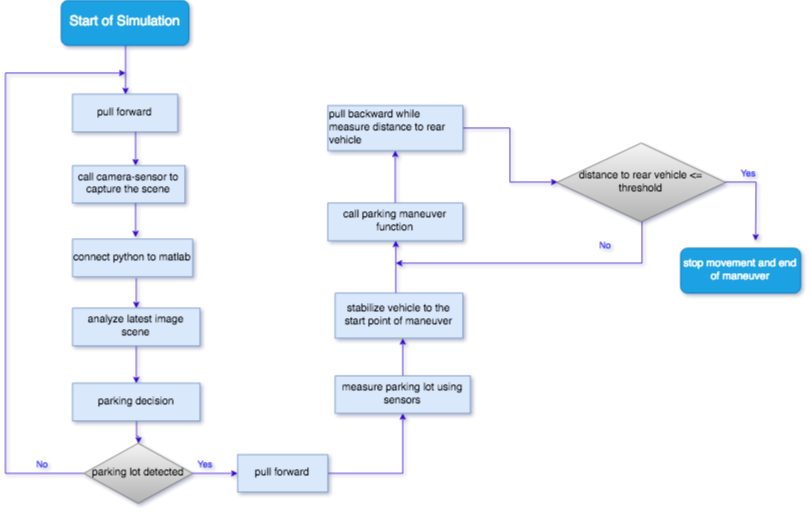 Start of Simulation
pull forward
call camera-sensor to
capture the scene
connect python to matlab
analyze latest image
scene
parking decision
parking lot detected
No
Yes
pull forward
measure parking lot using
sensors
stabilize vehicle to the
start point of maneuver
call parking maneuver
function
pull backward while
measure distance to rear
vehicle
distance to rear vehicle <=
threshold
No
Yes
stop movement and end
of maneuver